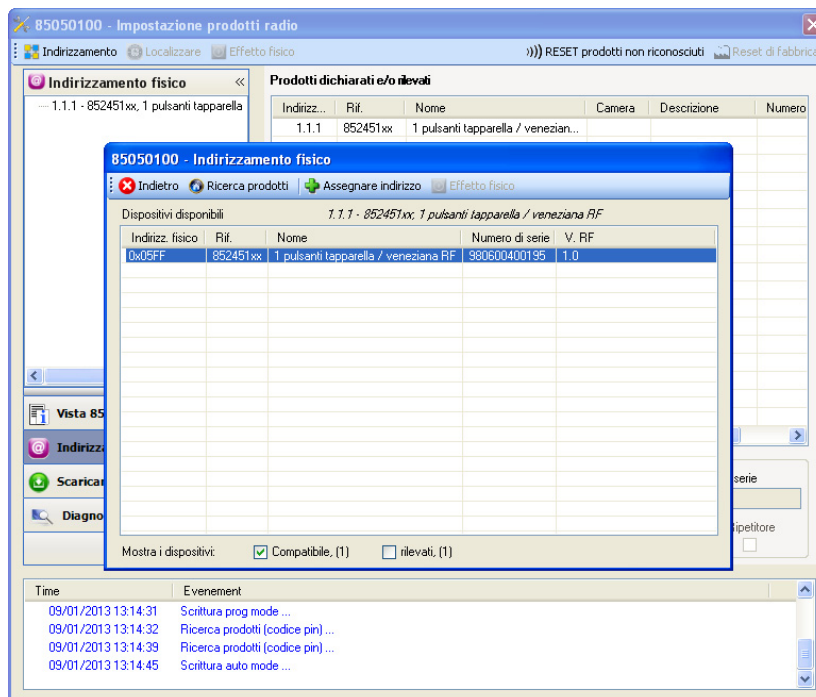 85050100 - Impostazione prodotti radio
Indirizzamento Localizzare Effetto fisico ))) RESET prodotti non riconosciuti Reset di fabbrica
Indirizzamento fisico «
1.1.1 - 852451xx, 1 pulsanti tapparella
Prodotti dichiarati e/o rilevati
Indirizz... Rif. Nome Camera Descrizione Numero
1.1.1 852451xx 1 pulsanti tapparella / venezian...
85050100 - Indirizzamento fisico
Indietro Ricerca prodotti Assegnare indirizzo Effetto fisico
Dispositivi disponibili 1.1.1 - 852451xx, 1 pulsanti tapparella / veneziana RF
Indirizz. fisico Rif. Nome Numero di serie V. RF
0x05FF 852451xx 1 pulsanti tapparella / veneziana RF 980600400195 1.0
Mostra i dispositivi: Compatibile, (1) rilevati, (1)
Vista 85
Indirizz
Scaricar
Diagno
serie
Ripetitore
Time Evenement
09/01/2013 13:14:31 Scrittura prog mode ...
09/01/2013 13:14:32 Ricerca prodotti (codice pin) ...
09/01/2013 13:14:39 Ricerca prodotti (codice pin) ...
09/01/2013 13:14:45 Scrittura auto mode ...